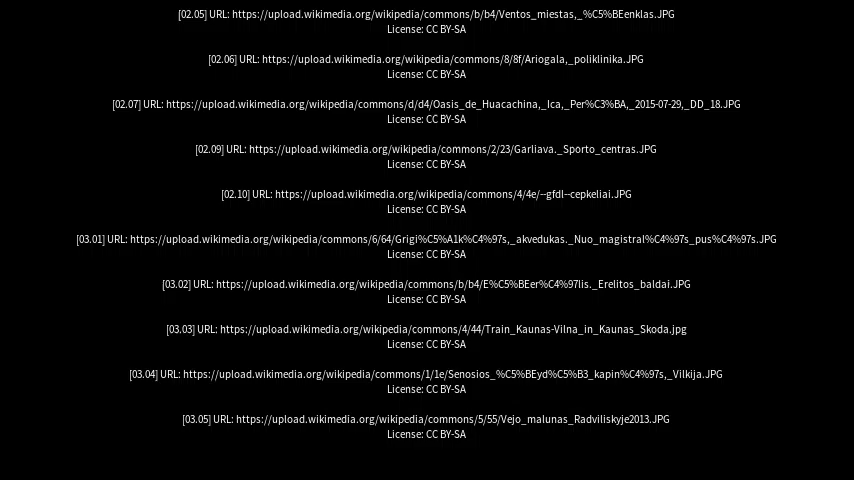 [02.05] URL: https://upload.wikimedia.org/wikipedia/commons/b/b4/Ventos_miestas,_%C5%BEenklas.JPG
License: CC BY-SA
[02.06] URL: https://upload.wikimedia.org/wikipedia/commons/8/8f/Ariogala,_poliklinika.JPG
License: CC BY-SA
[02.07] URL: https://upload.wikimedia.org/wikipedia/commons/d/d4/Oasis_de_Huacachina,_Ica,_Per%C3%BA,_2015-07-29,_DD_18.JPG
License: CC BY-SA
[02.09] URL: https://upload.wikimedia.org/wikipedia/commons/2/23/Garliava._Sporto_centras.JPG
License: CC BY-SA
[02.10] URL: https://upload.wikimedia.org/wikipedia/commons/4/4e/--gfdl--cepkeliai.JPG
License: CC BY-SA
[03.01] URL: https://upload.wikimedia.org/wikipedia/commons/6/64/Grigi%C5%A1k%C4%97s,_akvedukas._Nuo_magistral%C4%97s_pus%C4%97s.JPG
License: CC BY-SA
[03.02] URL: https://upload.wikimedia.org/wikipedia/commons/b/b4/E%C5%BEer%C4%97lis._Erelitos_baldai.JPG
License: CC BY-SA
[03.03] URL: https://upload.wikimedia.org/wikipedia/commons/4/44/Train_Kaunas-Vilna_in_Kaunas_Skoda.jpg
License: CC BY-SA
[03.04] URL: https://upload.wikimedia.org/wikipedia/commons/1/1e/Senosios_%C5%BEyd%C5%B3_kapin%C4%97s,_Vilkija.JPG
License: CC BY-SA
[03.05] URL: https://upload.wikimedia.org/wikipedia/commons/5/55/Vejo_malunas_Radviliskyje2013.JPG
License: CC BY-SA